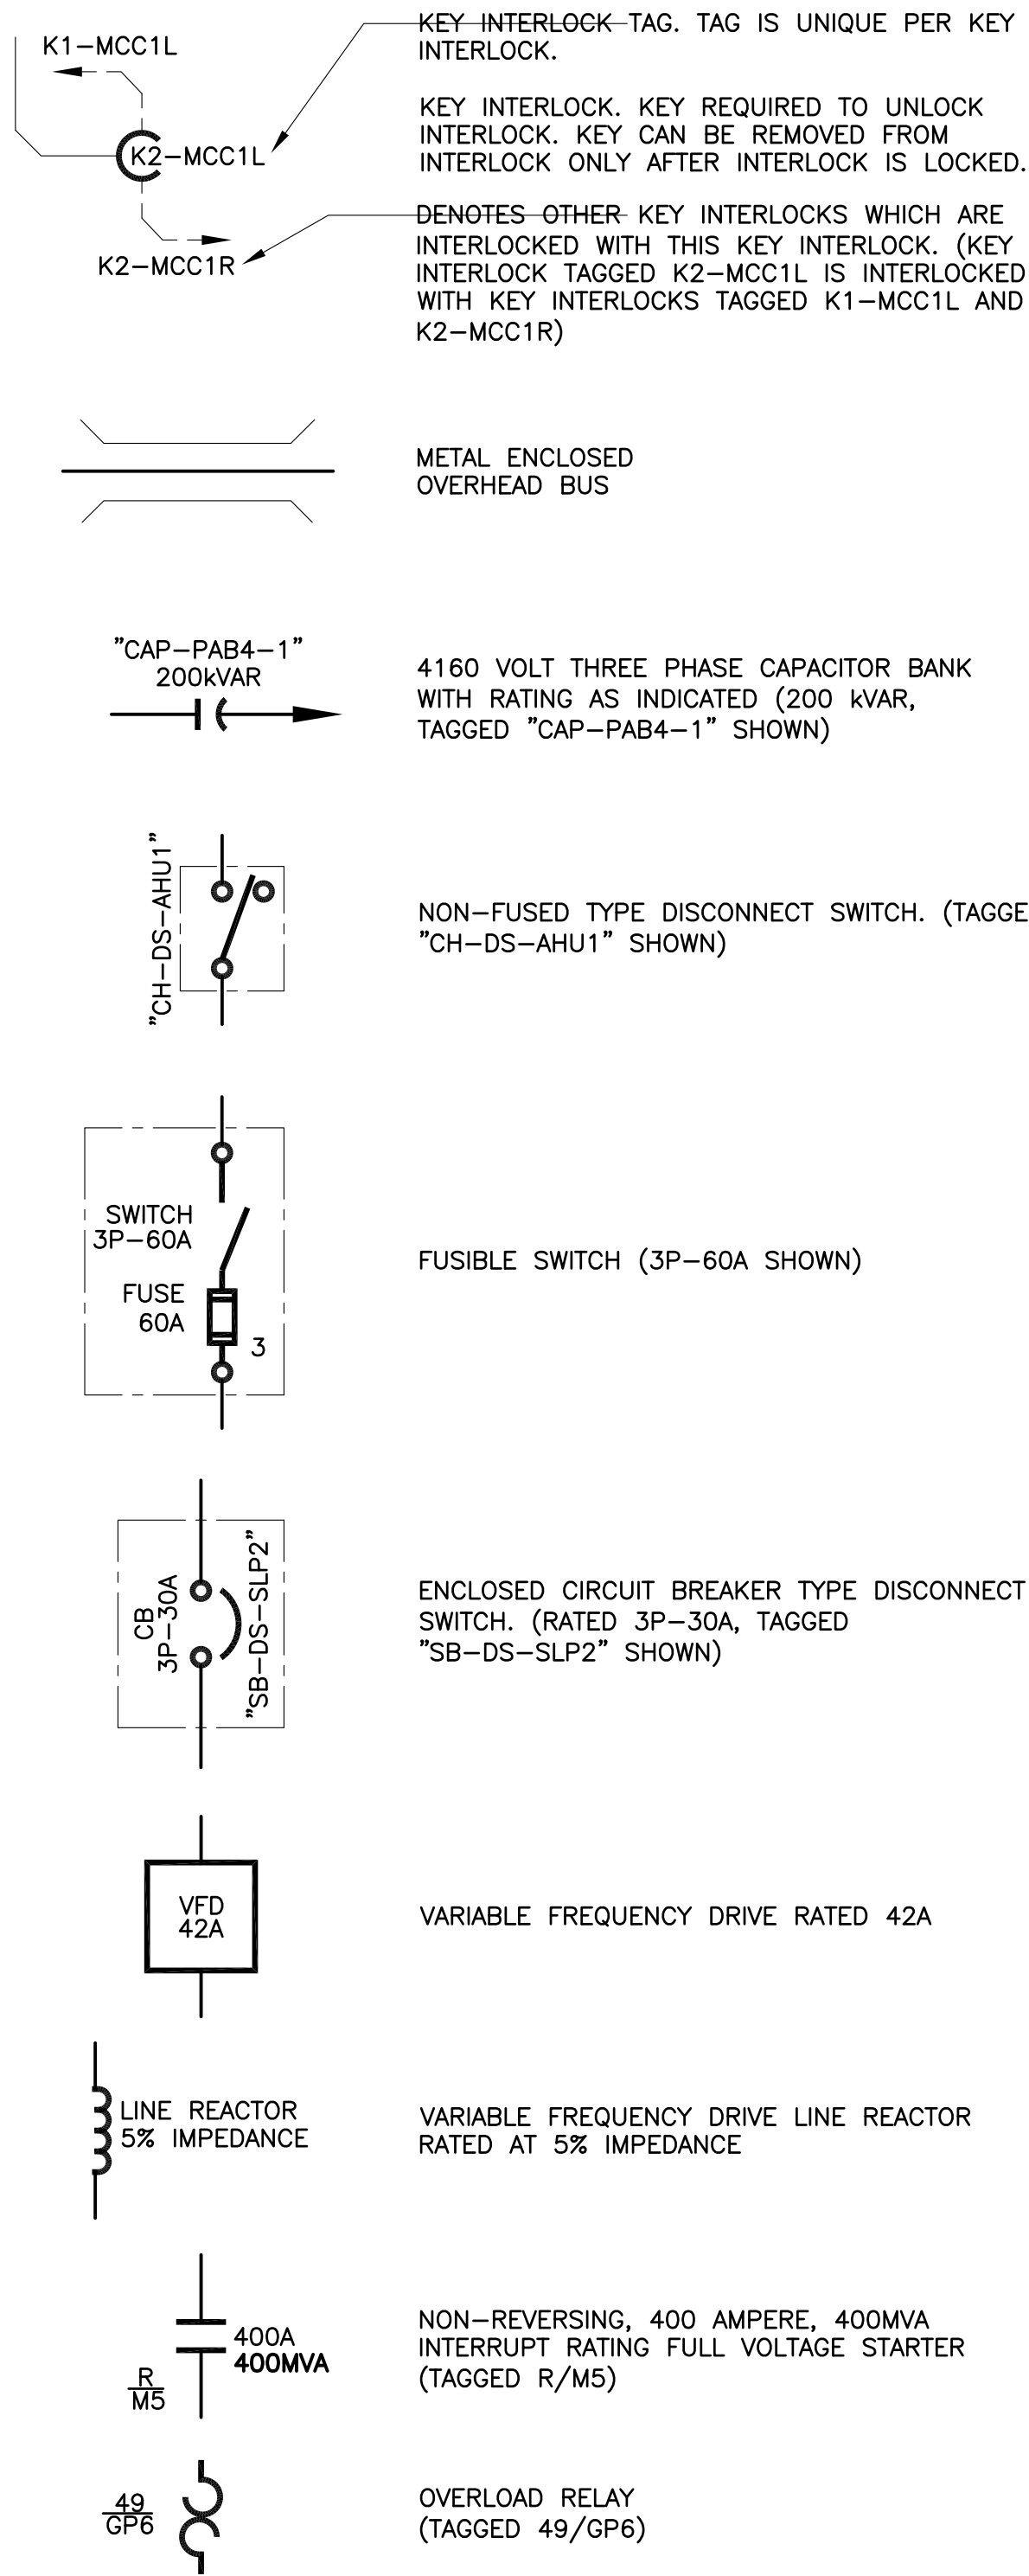 K1-MCC1L
K2-MCC1L
K2-MCC1R
KEY INTERLOCK TAG. TAG IS UNIQUE PER KEY
INTERLOCK.
KEY INTERLOCK. KEY REQUIRED TO UNLOCK
INTERLOCK. KEY CAN BE REMOVED FROM
INTERLOCK ONLY AFTER INTERLOCK IS LOCKED.
DENOTES OTHER KEY INTERLOCKS WHICH ARE
INTERLOCKED WITH THIS KEY INTERLOCK. (KEY
INTERLOCK TAGGED K2-MCC1L IS INTERLOCKED
WITH KEY INTERLOCKS TAGGED K1-MCC1L AND
K2-MCC1R)
METAL ENCLOSED
OVERHEAD BUS
"CAP-PAB4-1"
200kVAR
4160 VOLT THREE PHASE CAPACITOR BANK
WITH RATING AS INDICATED (200 kVAR,
TAGGED "CAP-PAB4-1" SHOWN)
"CH-DS-AHU1"
NON-FUSED TYPE DISCONNECT SWITCH. (TAGGE
"CH-DS-AHU1" SHOWN)
SWITCH
3P-60A
FUSE
60A
3
FUSIBLE SWITCH (3P-60A SHOWN)
CB
3P-30A
"SB-DS-SLP2"
ENCLOSED CIRCUIT BREAKER TYPE DISCONNECT
SWITCH. (RATED 3P-30A, TAGGED
"SB-DS-SLP2" SHOWN)
VFD
42A
VARIABLE FREQUENCY DRIVE RATED 42A
LINE REACTOR
5% IMPEDANCE
VARIABLE FREQUENCY DRIVE LINE REACTOR
RATED AT 5% IMPEDANCE
400A
400MVA
R
M5
NON-REVERSING, 400 AMPERE, 400MVA
INTERRUPT RATING FULL VOLTAGE STARTER
(TAGGED R/M5)
49
GP6
OVERLOAD RELAY
(TAGGED 49/GP6)